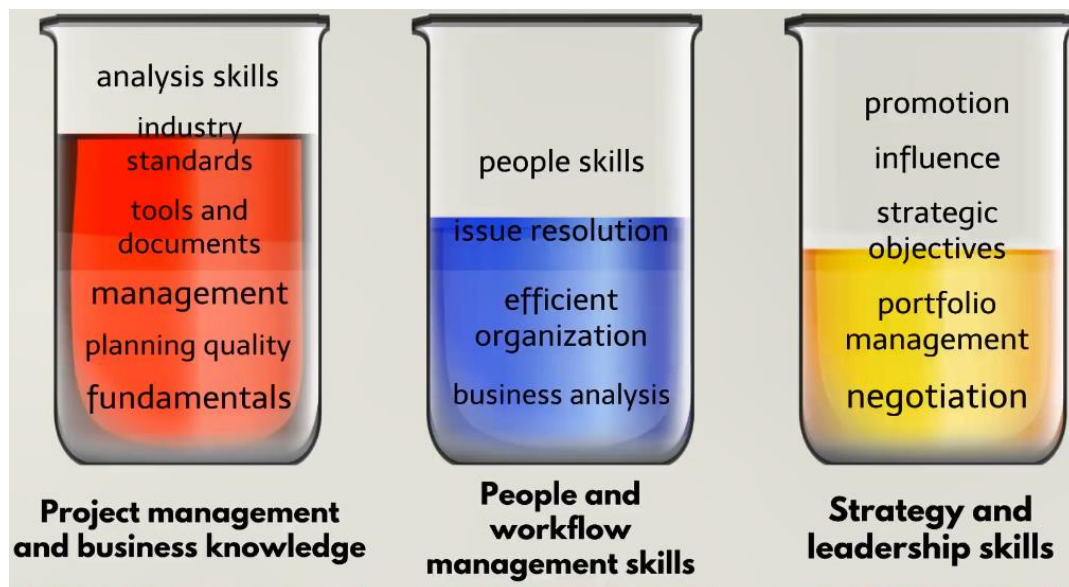 analysis skills
industry
standards
tools and
documents
management
planning quality
fundamentals
Project management
and business knowledge
people skills
issue resolution
efficient
organization
business analysis
People and
workflow
management skills
promotion
influence
strategic
objectives
portfolio
management
negotiation
Strategy and
leadership skills